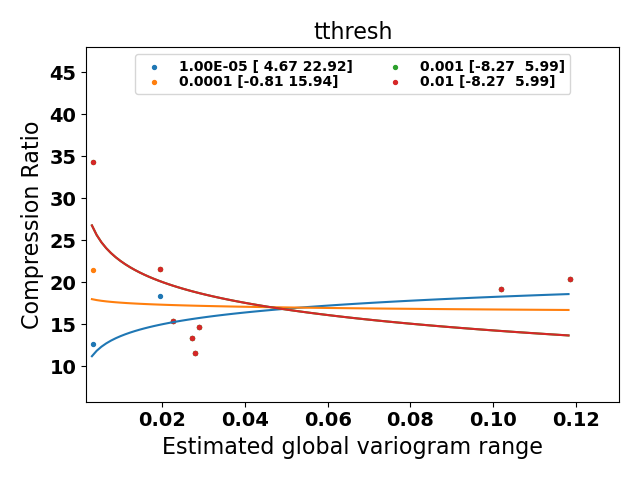 tthresh
1.00E-05 [ 4.67 22.92]
0.0001 [-0.81 15.94]
0.001 [-8.27  5.99]
0.01 [-8.27  5.99]
Compression Ratio
45
40
35
30
25
20
15
10
0.02 0.04 0.06 0.08 0.10 0.12
Estimated global variogram range